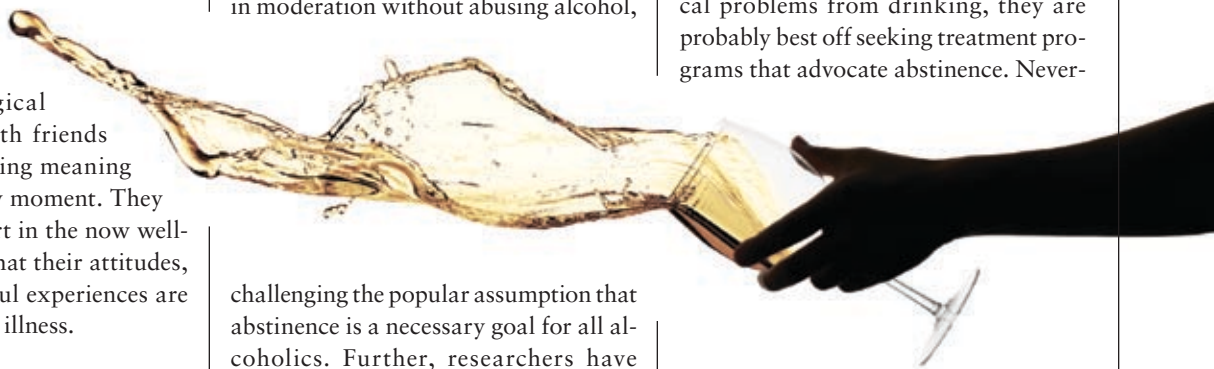 gical
th friends
ing meaning
y moment. They
rt in the now well-
hat their attitudes,
ul experiences are
illness.
in moderation without abusing alcohol,
challenging the popular assumption that
abstinence is a necessary goal for all al-
coholics. Further, researchers have
cal problems from drinking, they are
probably best off seeking treatment pro-
grams that advocate abstinence. Never-